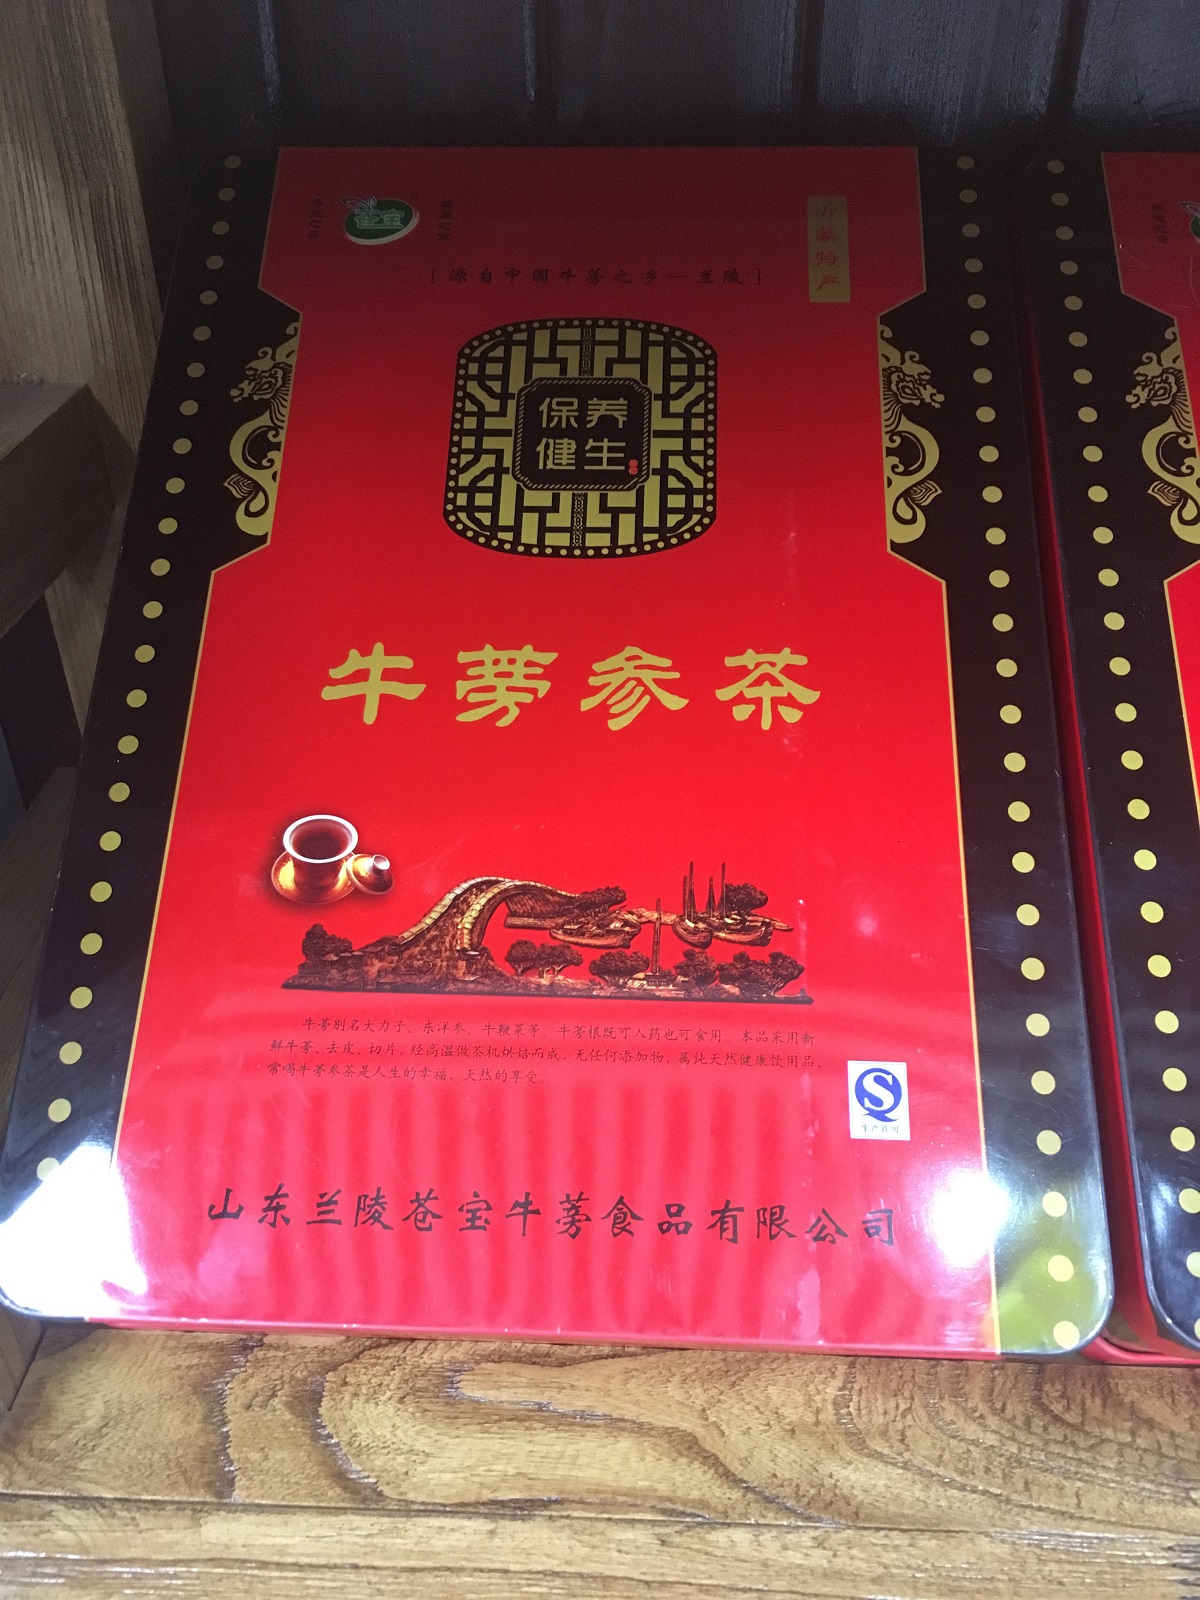 苍宝
沂蒙特产
[源自中国牛蒡之乡—兰陵]
保养
健生
牛蒡参茶
牛蒡别名大力子、东洋参、牛鞭菜等，牛蒡根既可入药也可食用。本品采用新
鲜牛蒡，去皮，切片，经高温做茶机烘焙而成，无任何添加物，属纯天然健康饮用品，
常喝牛蒡参茶是人生的幸福，天然的享受。
S
生产许可
山东兰陵苍宝牛蒡食品有限公司